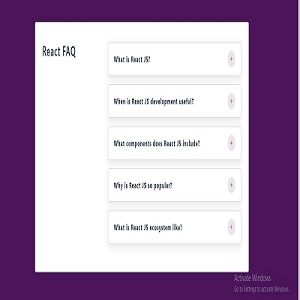 React FAQ
What is React JS?
+
When is React JS development useful?
+
What components does React JS include?
+
Why is React JS so popular?
+
What is React JS ecosystem like?
+
Activate Windows
Go to Settings to activate Windows.